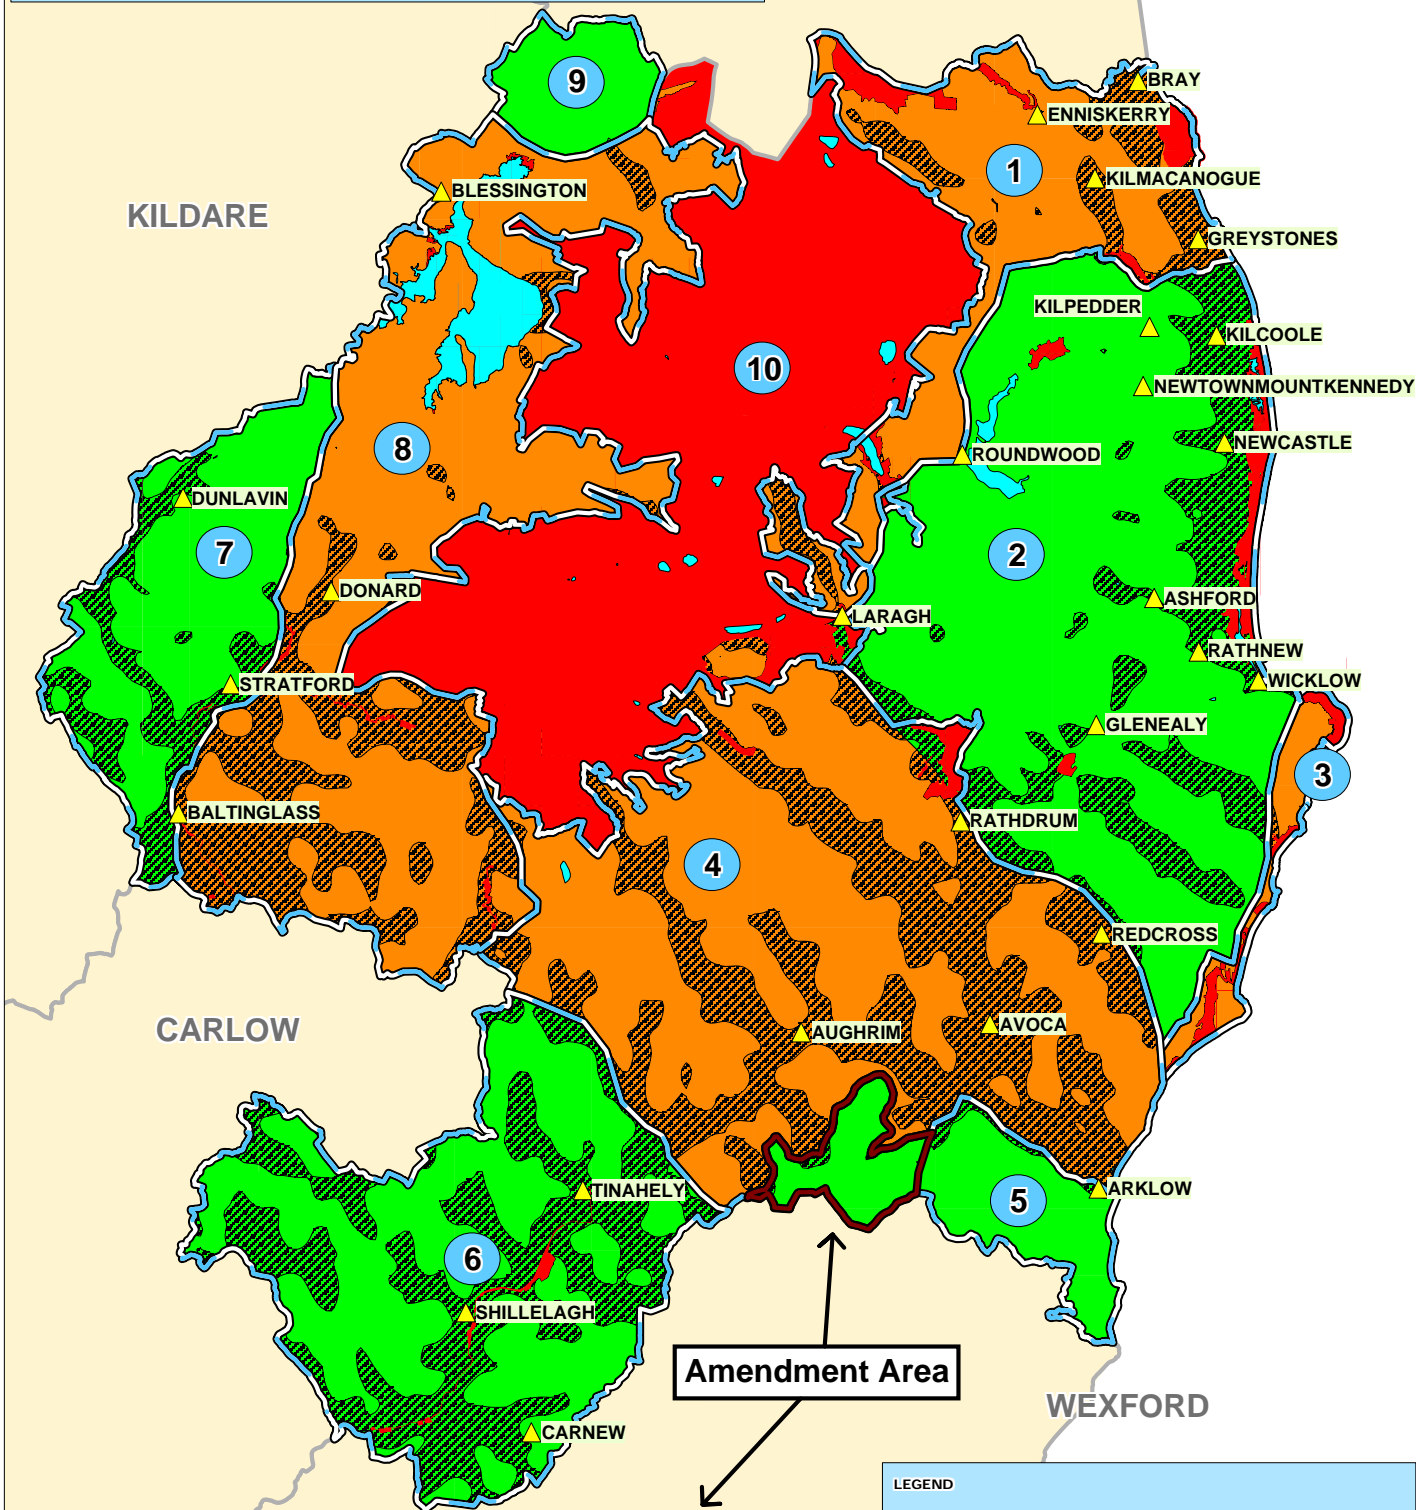 9
BRAY
ENNISKERRY
1
KILMACANOGUE
BLESSINGTON
KILDARE
GREYSTONES
KILPEDDER
KILCOOLE
10
NEWTOWNMOUNTKENNEDY
8
NEWCASTLE
ROUNDWOOD
DUNLAVIN
7
2
DONARD
ASHFORD
LARAGH
RATHNEW
STRATFORD
WICKLOW
GLENEALY
3
BALTINGLASS
RATHDRUM
4
REDCROSS
CARLOW
AUGHRIM
AVOCA
TINAHELY
ARKLOW
5
6
SHILLELAGH
Amendment Area
WEXFORD
CARNEW
LEGEND